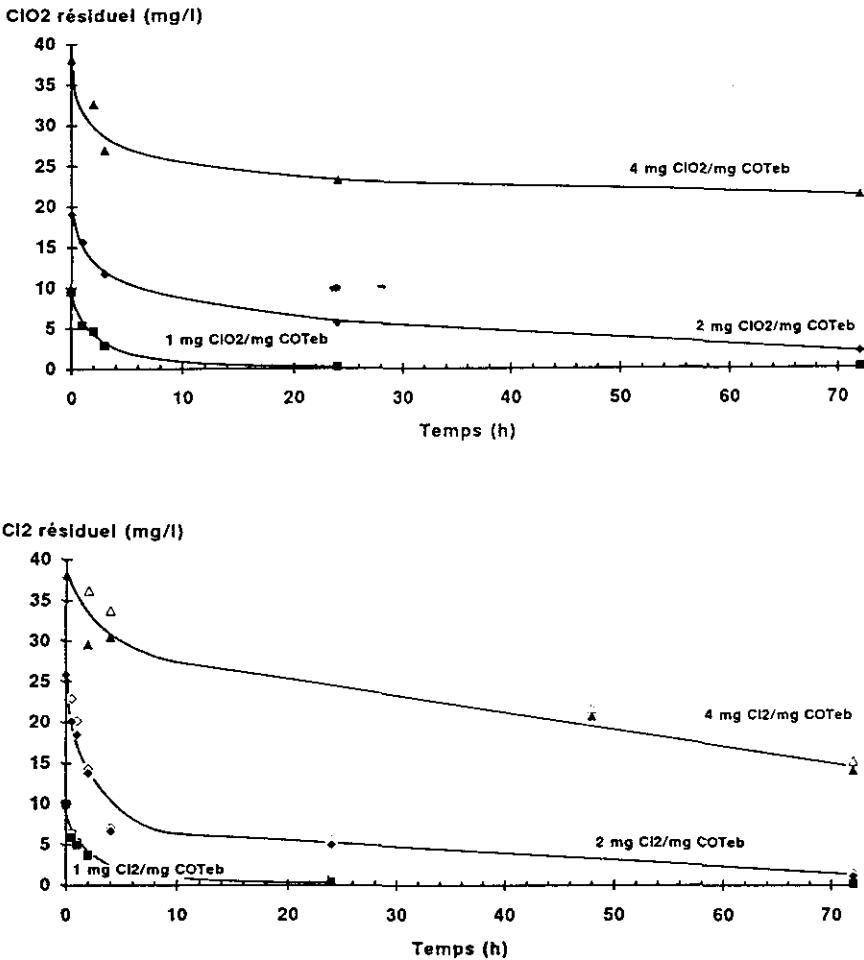 ClO2 résiduel (mg/l)
40
35
30
25
20
15
10
5
0
4 mg ClO2/mg COTeb
2 mg ClO2/mg COTeb
1 mg ClO2/mg COTeb
0 10 20 30 40 50 60 70
Temps (h)
Cl2 résiduel (mg/l)
40
35
30
25
20
15
10
5
0
4 mg Cl2/mg COTeb
2 mg Cl2/mg COTeb
1 mg Cl2/mg COTeb
0 10 20 30 40 50 60 70
Temps (h)